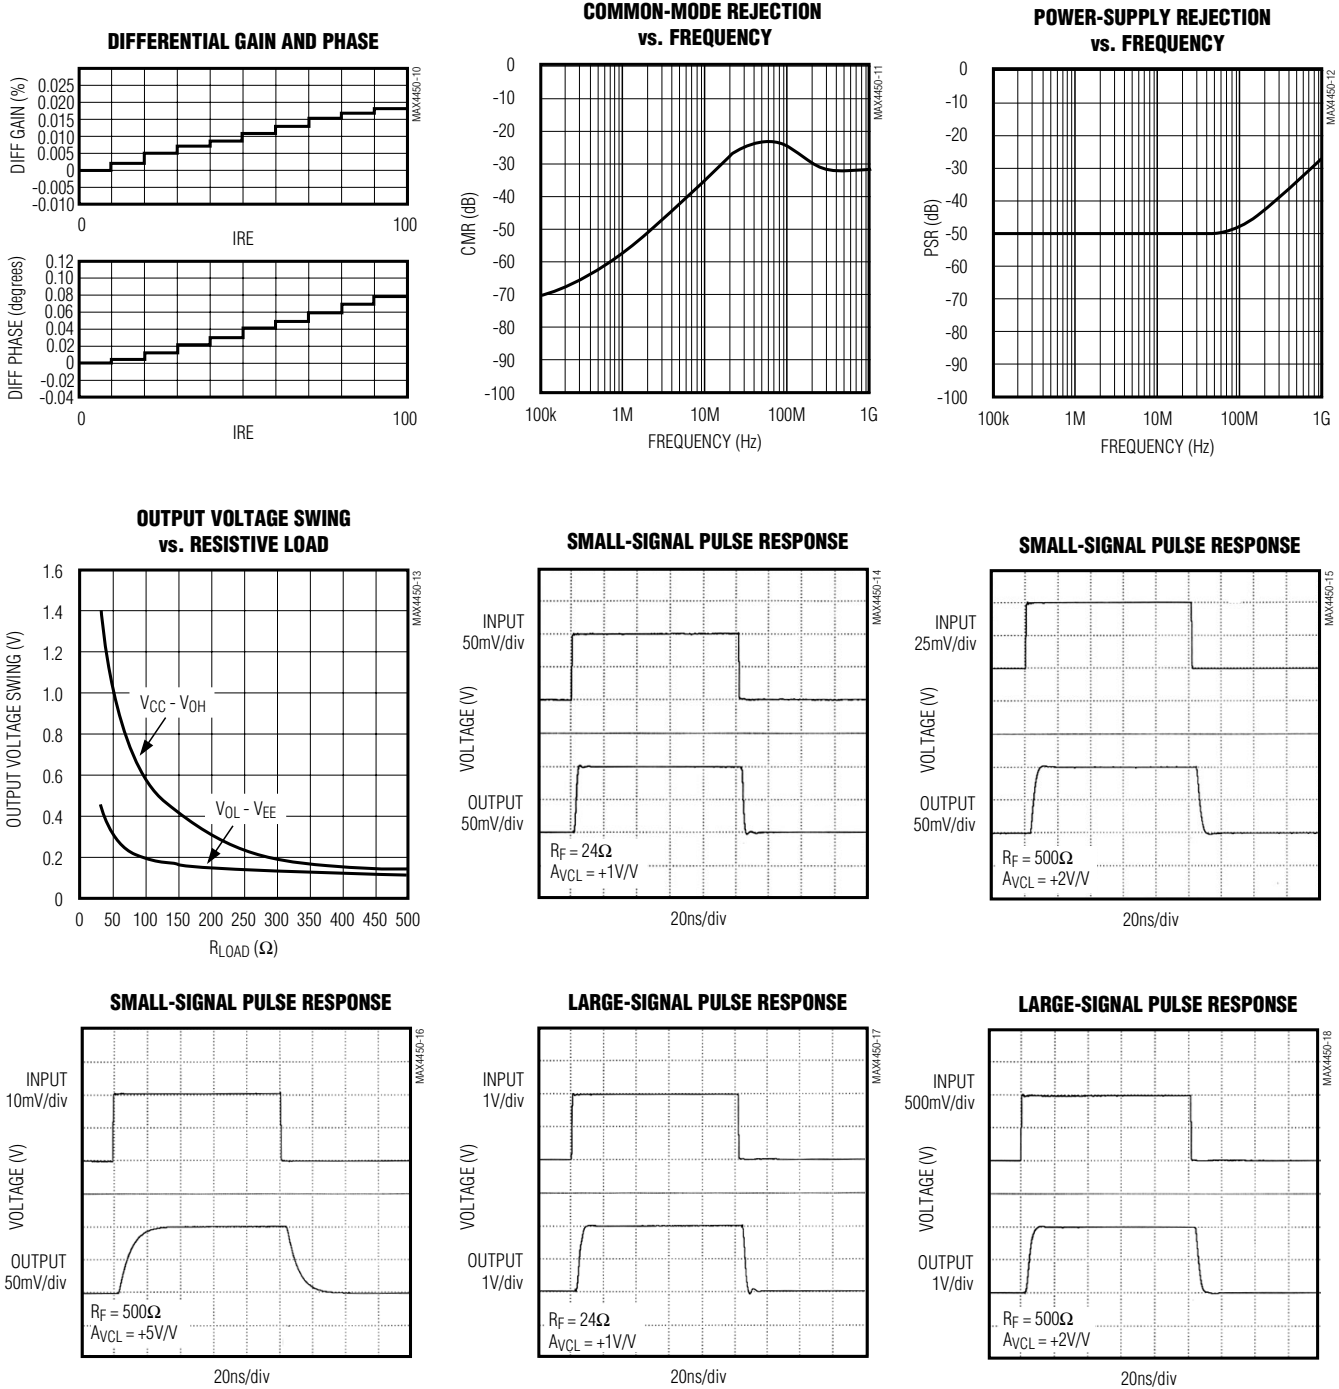 DIFFERENTIAL GAIN AND PHASE
MAX4450-10
DIFF GAIN (%)
0.025
0.020
0.015
0.010
0.005
0
-0.005
-0.010
0
100
IRE
DIFF PHASE (degrees)
0.12
0.10
0.08
0.06
0.04
0.02
0
-0.02
-0.04
0
100
IRE
COMMON-MODE REJECTION
vs. FREQUENCY
MAX4450-11
CMR (dB)
0
-10
-20
-30
-40
-50
-60
-70
-80
-90
-100
100k 1M 10M 100M 1G
FREQUENCY (Hz)
POWER-SUPPLY REJECTION
vs. FREQUENCY
MAX4450-12
PSR (dB)
0
-10
-20
-30
-40
-50
-60
-70
-80
-90
-100
100k 1M 10M 100M 1G
FREQUENCY (Hz)
OUTPUT VOLTAGE SWING
vs. RESISTIVE LOAD
MAX4450-13
OUTPUT VOLTAGE SWING (V)
1.6
1.4
1.2
1.0
0.8
0.6
0.4
0.2
0
VCC - VOH
VOL - VEE
0 50 100 150 200 250 300 350 400 450 500
RLOAD (Ω)
SMALL-SIGNAL PULSE RESPONSE
MAX4450-14
INPUT
50mV/div
VOLTAGE (V)
OUTPUT
50mV/div
RF = 24Ω
AVCL = +1V/V
20ns/div
SMALL-SIGNAL PULSE RESPONSE
MAX4450-15
INPUT
25mV/div
VOLTAGE (V)
OUTPUT
50mV/div
RF = 500Ω
AVCL = +2V/V
20ns/div
SMALL-SIGNAL PULSE RESPONSE
MAX4450-16
INPUT
10mV/div
VOLTAGE (V)
OUTPUT
50mV/div
RF = 500Ω
AVCL = +5V/V
20ns/div
LARGE-SIGNAL PULSE RESPONSE
MAX4450-17
INPUT
1V/div
VOLTAGE (V)
OUTPUT
1V/div
RF = 24Ω
AVCL = +1V/V
20ns/div
LARGE-SIGNAL PULSE RESPONSE
MAX4450-18
INPUT
500mV/div
VOLTAGE (V)
OUTPUT
1V/div
RF = 500Ω
AVCL = +2V/V
20ns/div